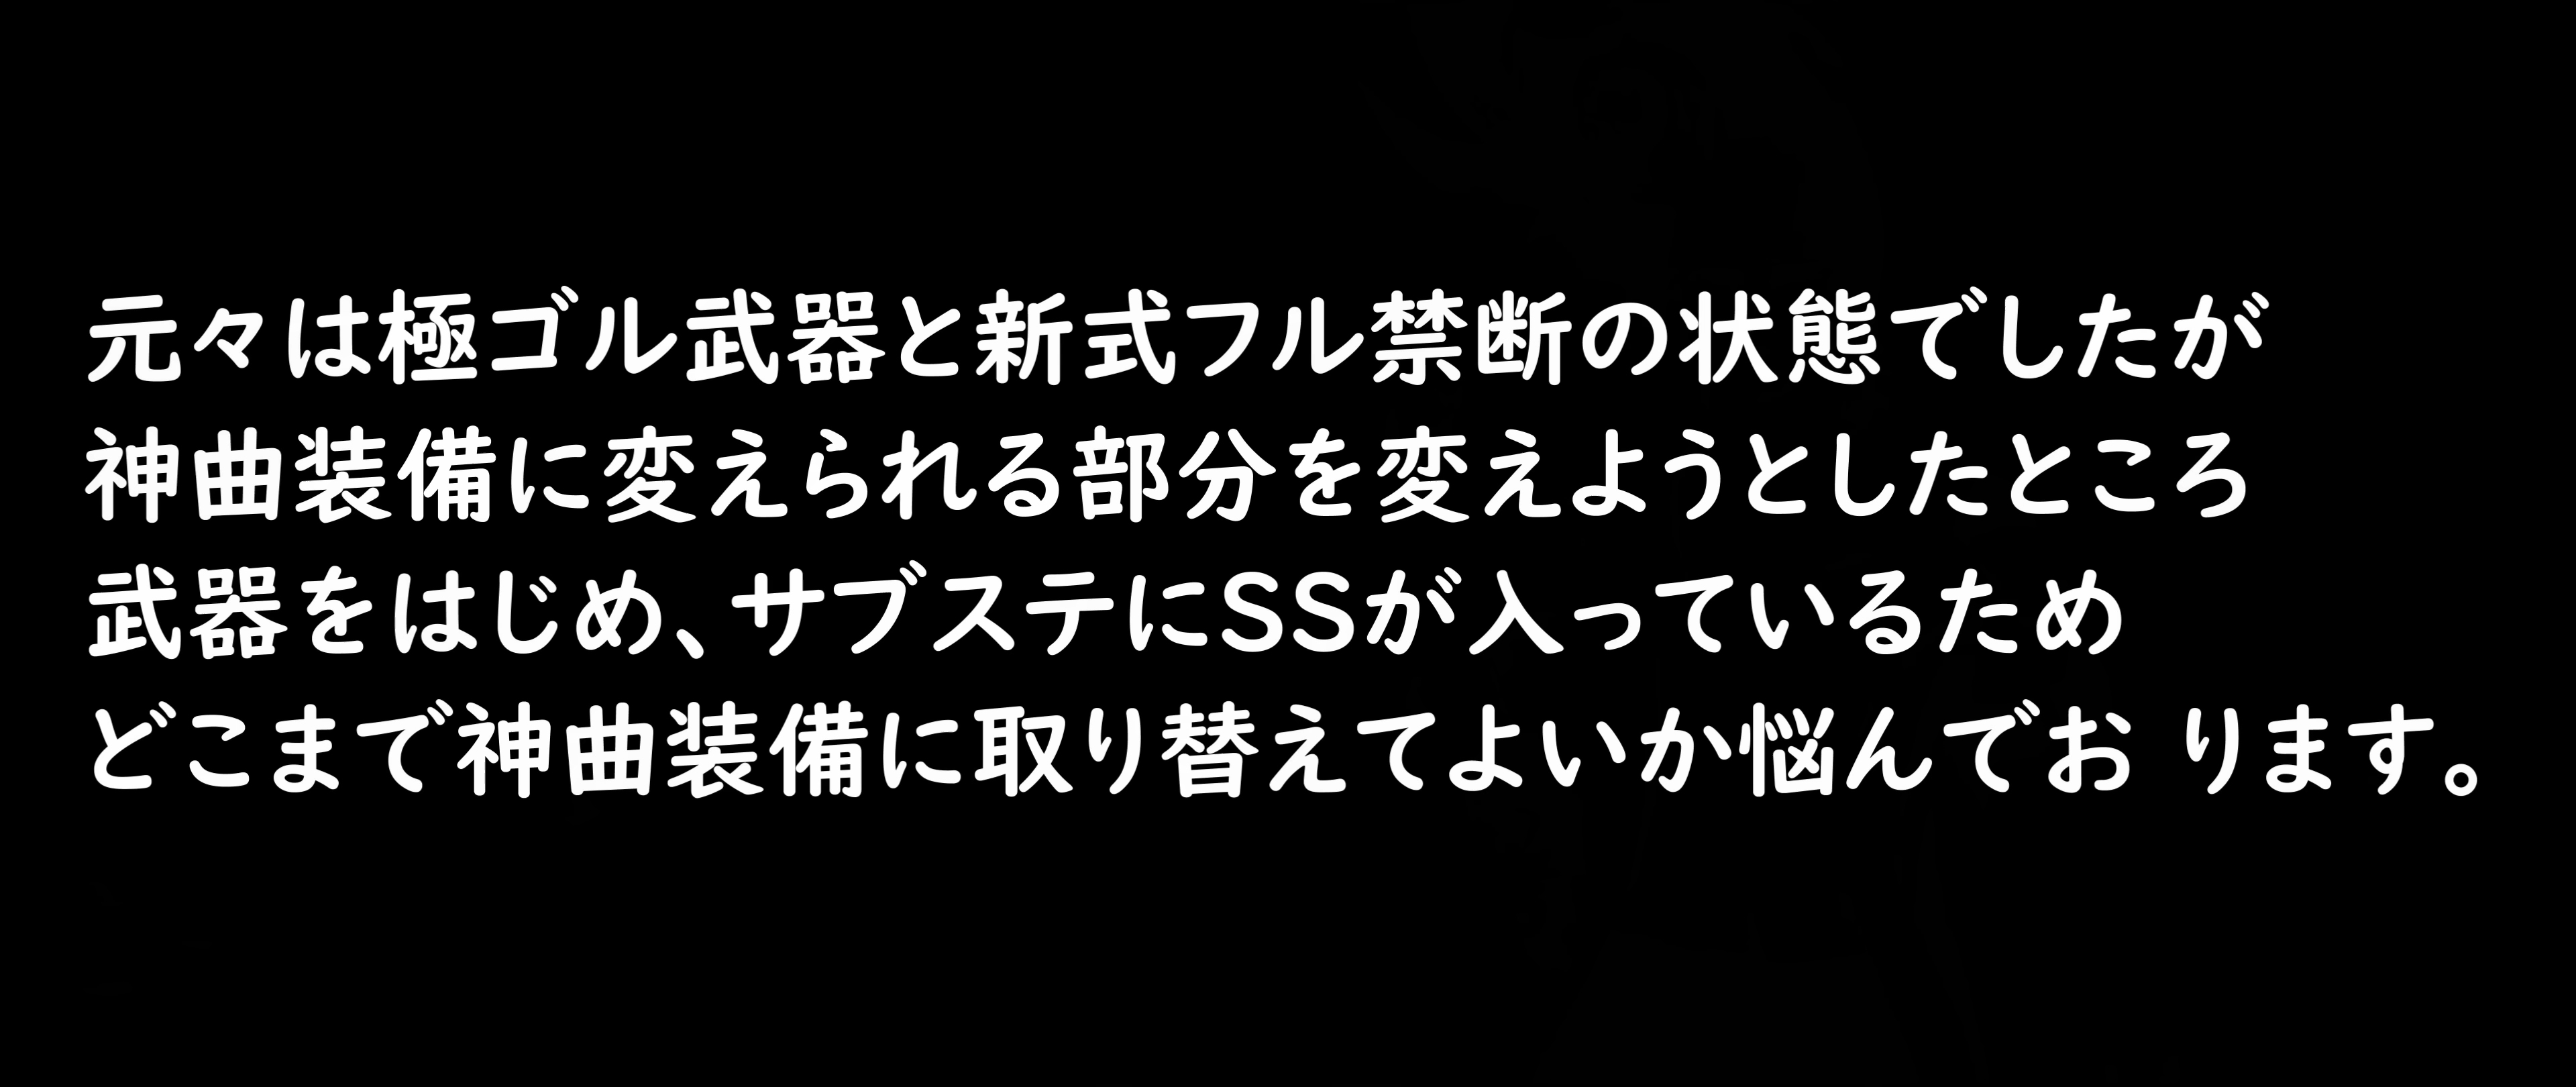 元々は極ゴル武器と新式フル禁断の状態でしたが
神曲装備に変えられる部分を変えようとしたところ
武器をはじめ、サブステにSSが入っているため
どこまで神曲装備に取り替えてよいか悩んでお ります。